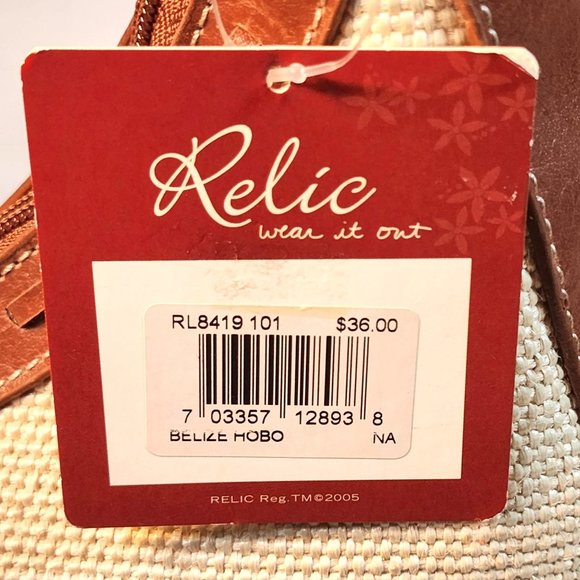 Relic
wear it out
RL8419 101 $36.00
7 03357 12893 8
BELIZE HOBO NA
RELIC Reg.TM©2005